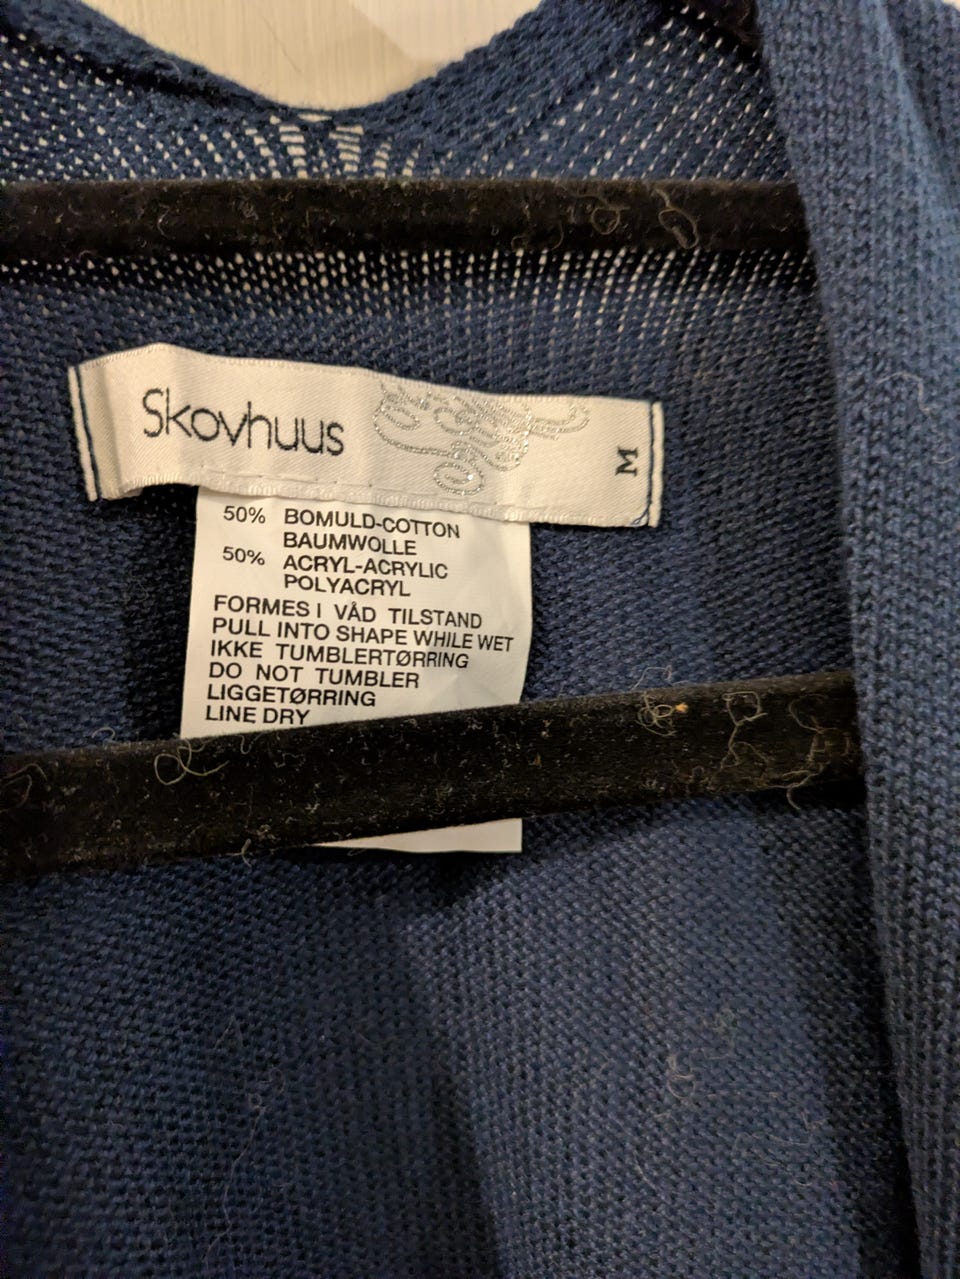 Skovhuus
M
50% BOMULD-COTTON
BAUMWOLLE
50% ACRYL-ACRYLIC
POLYACRYL
FORMES I VÅD TILSTAND
PULL INTO SHAPE WHILE WET
IKKE TUMBLERTØRRING
DO NOT TUMBLER
LIGGETØRRING
LINE DRY